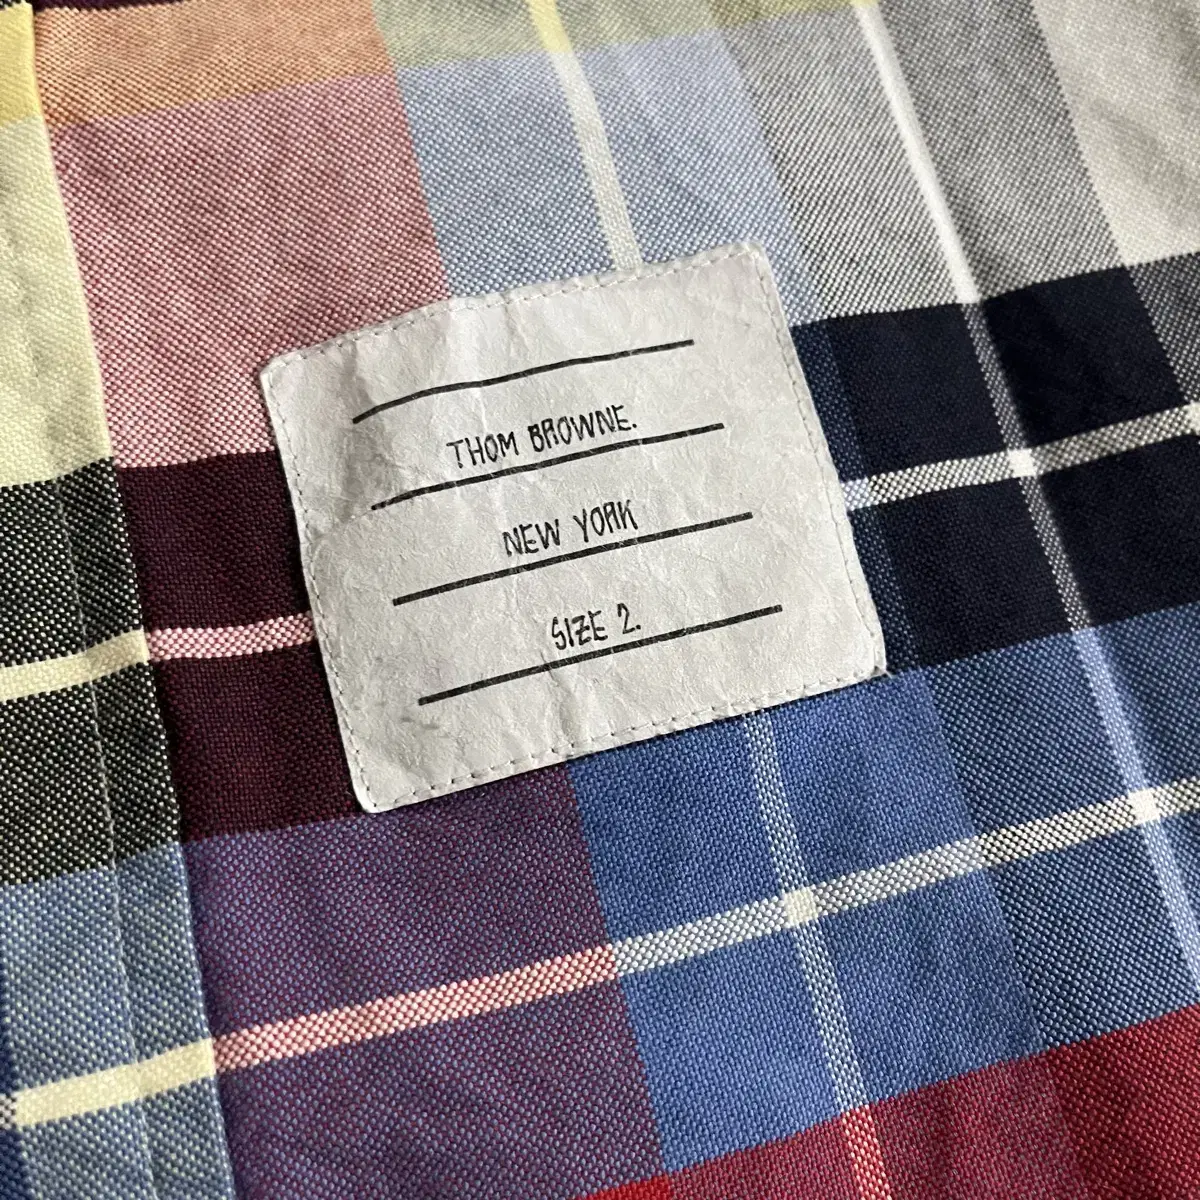 THOM BROWNE.
NEW YORK
SIZE 2.